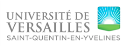 UNIVERSITÉ DE
VERSAILLES
SAINT-QUENTIN-EN-YVELINES